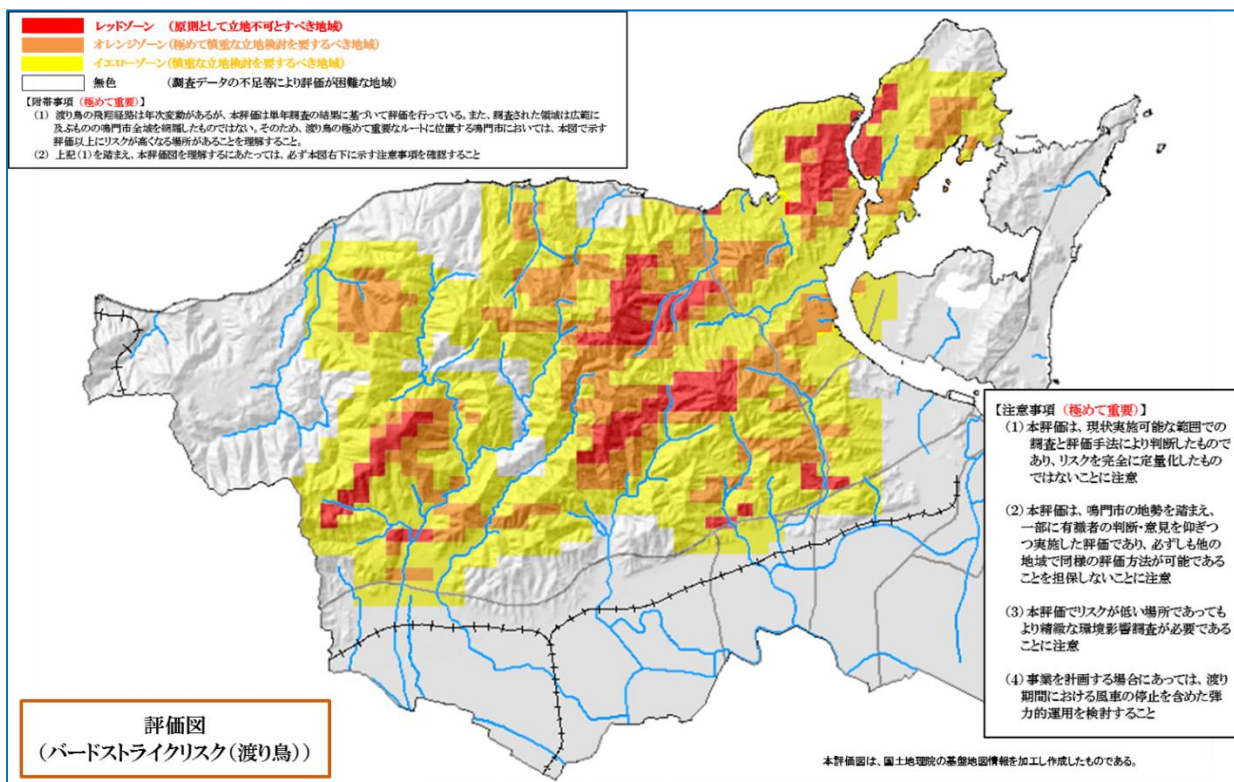 レッドゾーン (原則として立地不可とすべき地域)
オレンジゾーン(極めて慎重な立地検討を要するべき地域)
イエローゾーン(慎重な立地検討を要するべき地域)
無色 (調査データの不足等により評価が困難な地域)
【附帯事項(極めて重要)】
(1) 渡り鳥の飛翔経路は年次変動があるが、本評価は単年調査の結果に基づいて評価を行っている。また、調査された領域は広範に
及ぶものの鳴門市全域を網羅したものではない。そのため、渡り鳥の極めて重要なルートに位置する鳴門市においては、本図で示す
評価以上にリスクが高くなる場所があることを理解すること。
(2) 上記(1)を踏まえ、本評価図を理解するにあたっては、必ず本図右下に示す注意事項を確認すること
【注意事項(極めて重要)】
(1) 本評価は、現状実施可能な範囲での
調査と評価手法により判断したもので
あり、リスクを完全に定量化したもの
ではないことに注意
(2) 本評価は、鳴門市の地勢を踏まえ、
一部に有識者の判断・意見を仰ぎつ
つ実施した評価であり、必ずしも他の
地域で同様の評価方法が可能である
ことを担保しないことに注意
(3) 本評価でリスクが低い場所であっても
より精緻な環境影響調査が必要である
ことに注意
(4) 事業を計画する場合にあっては、渡り
期間における風車の停止を含めた弾
力的運用を検討すること
評価図
(バードストライクリスク(渡り鳥))
本評価図は、国土地理院の基盤地図情報を加工し作成したものである。